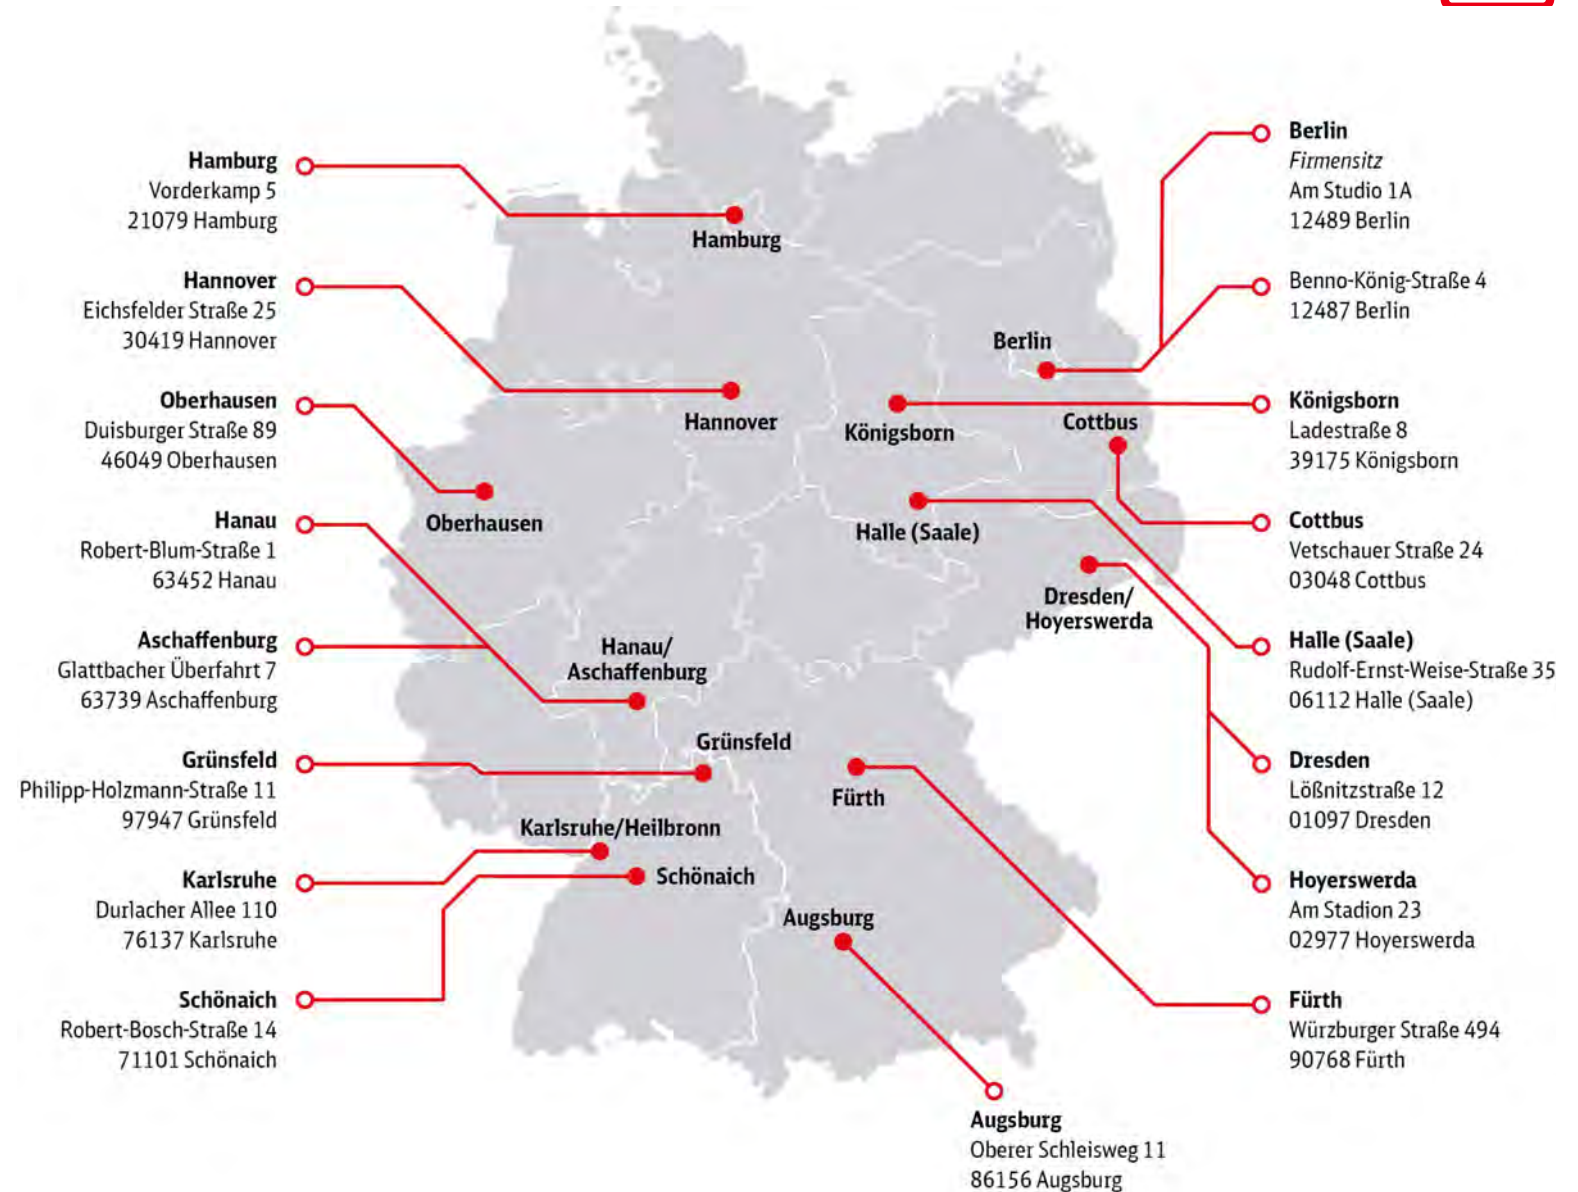 Hamburg
Vorderkamp 5
21079 Hamburg
Hannover
Eichsfelder Straße 25
30419 Hannover
Oberhausen
Duisburger Straße 89
46049 Oberhausen
Hanau
Robert-Blum-Straße 1
63452 Hanau
Aschaffenburg
Glattbacher Überfahrt 7
63739 Aschaffenburg
Grünsfeld
Philipp-Holzmann-Straße 11
97947 Grünsfeld
Karlsruhe
Durlacher Allee 110
76137 Karlsruhe
Schönaich
Robert-Bosch-Straße 14
71101 Schönaich
Hamburg
Hannover
Berlin
Königsborn
Cottbus
Oberhausen
Halle (Saale)
Dresden/
Hoyerswerda
Hanau/
Aschaffenburg
Grünsfeld
Fürth
Karlsruhe/Heilbronn
Schönaich
Augsburg
Berlin
Firmensitz
Am Studio 1A
12489 Berlin
Benno-König-Straße 4
12487 Berlin
Königsborn
Ladestraße 8
39175 Königsborn
Cottbus
Vetschauer Straße 24
03048 Cottbus
Halle (Saale)
Rudolf-Ernst-Weise-Straße 35
06112 Halle (Saale)
Dresden
Lößnitzstraße 12
01097 Dresden
Hoyerswerda
Am Stadion 23
02977 Hoyerswerda
Fürth
Würzburger Straße 494
90768 Fürth
Augsburg
Oberer Schleisweg 11
86156 Augsburg